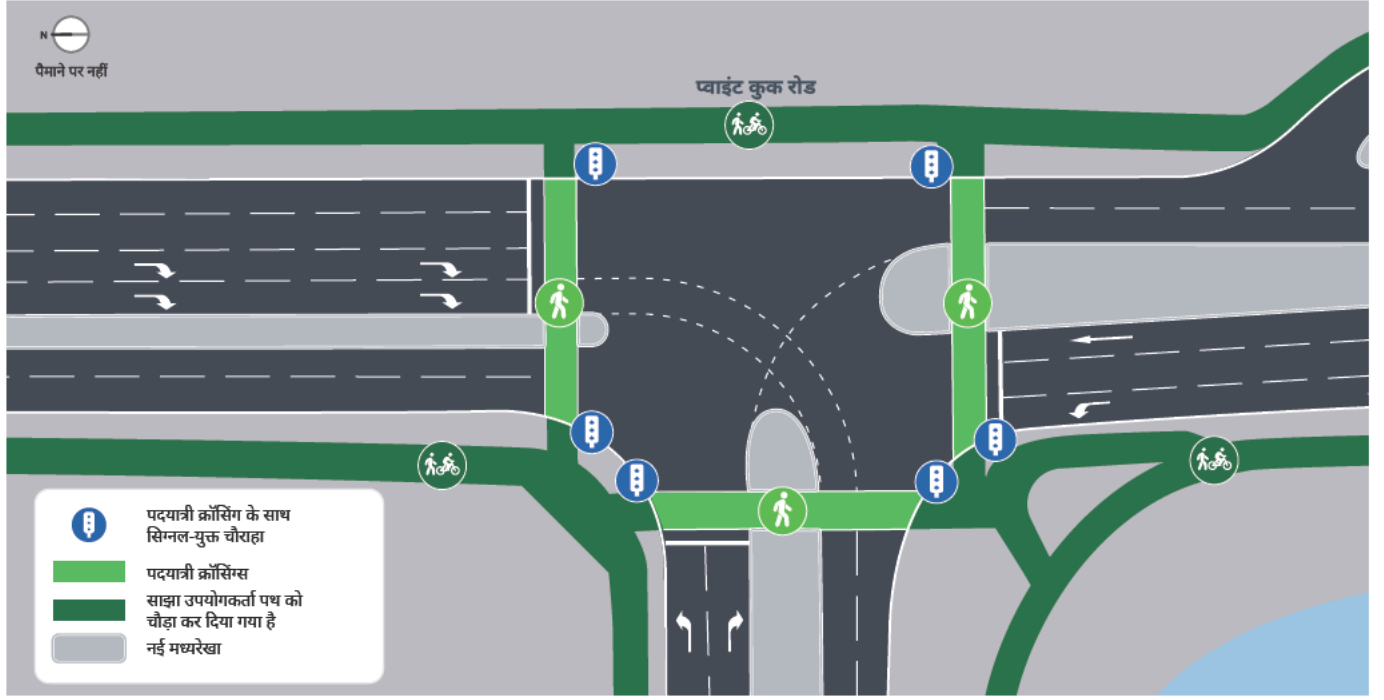 N
पैमाने पर नहीं
प्वाइंट कुक रोड
पदयात्री क्रॉसिंग के साथ
सिग्नल-युक्त चौराहा
पदयात्री क्रॉसिंग्स
साझा उपयोगकर्ता पथ को
चौड़ा कर दिया गया है
नई मध्यरेखा